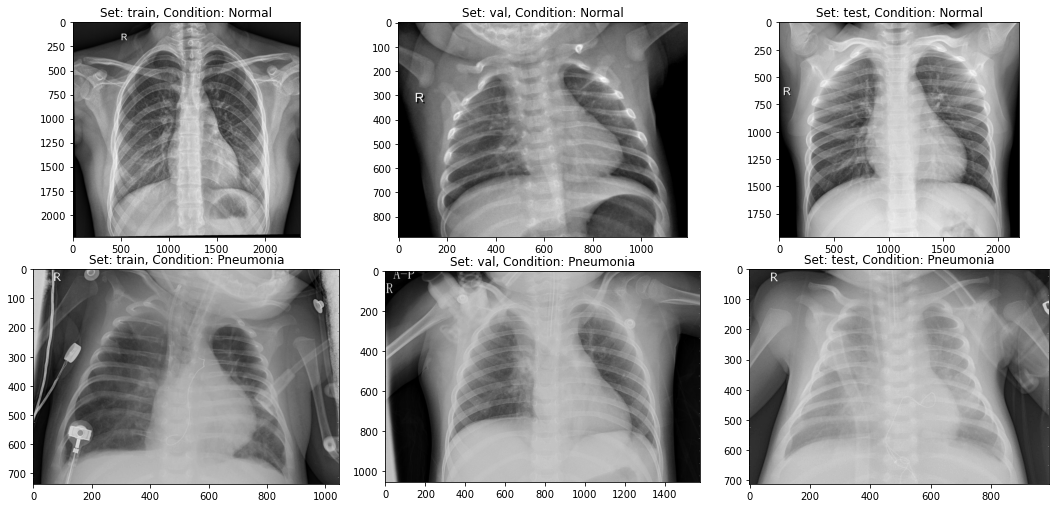 Set: train, Condition: Normal
Set: val, Condition: Normal
Set: test, Condition: Normal
0
250
500
750
1000
1250
1500
1750
2000
R
0 500 1000 1500 2000
0
100
200
300
400
500
600
700
800
R
0 200 400 600 800 1000
0
250
500
750
1000
1250
1500
1750
R
0 500 1000 1500 2000
Set: train, Condition: Pneumonia
Set: val, Condition: Pneumonia
Set: test, Condition: Pneumonia
0
100
200
300
400
500
600
700
R
0 200 400 600 800 1000
0
200
400
600
800
1000
A-P
R
0 200 400 600 800 1000 1200 1400
0
100
200
300
400
500
600
700
R
0 200 400 600 800